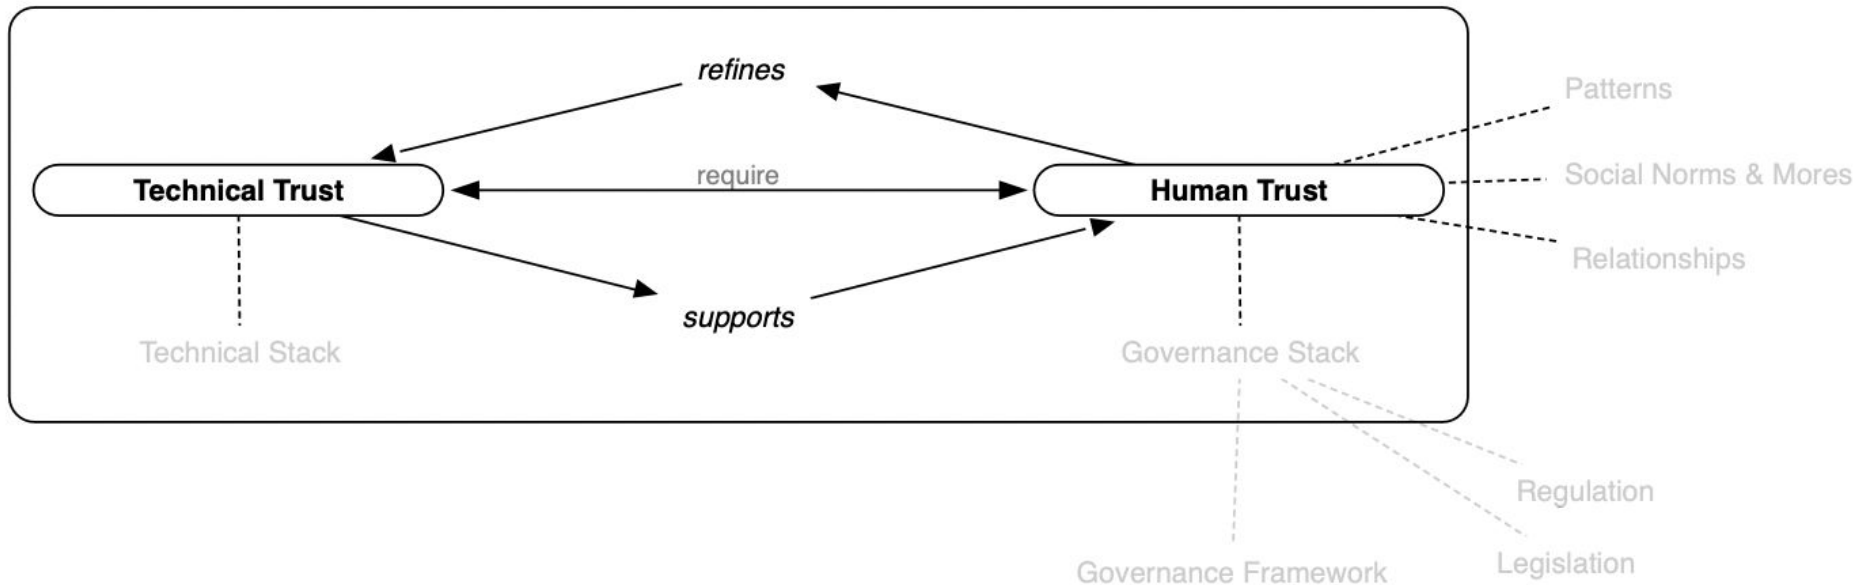 refines
Patterns
require
Technical Trust
Human Trust
Social Norms & Mores
Relationships
supports
Technical Stack
Governance Stack
Regulation
Legislation
Governance Framework